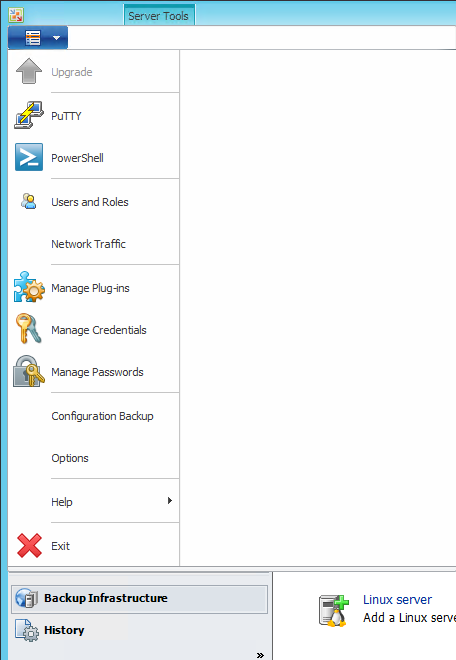 Server Tools
Upgrade
PuTTY
PowerShell
Users and Roles
Network Traffic
Manage Plug-ins
Manage Credentials
Manage Passwords
Configuration Backup
Options
Help
Exit
Backup Infrastructure
Linux server
Add a Linux serve
History
»